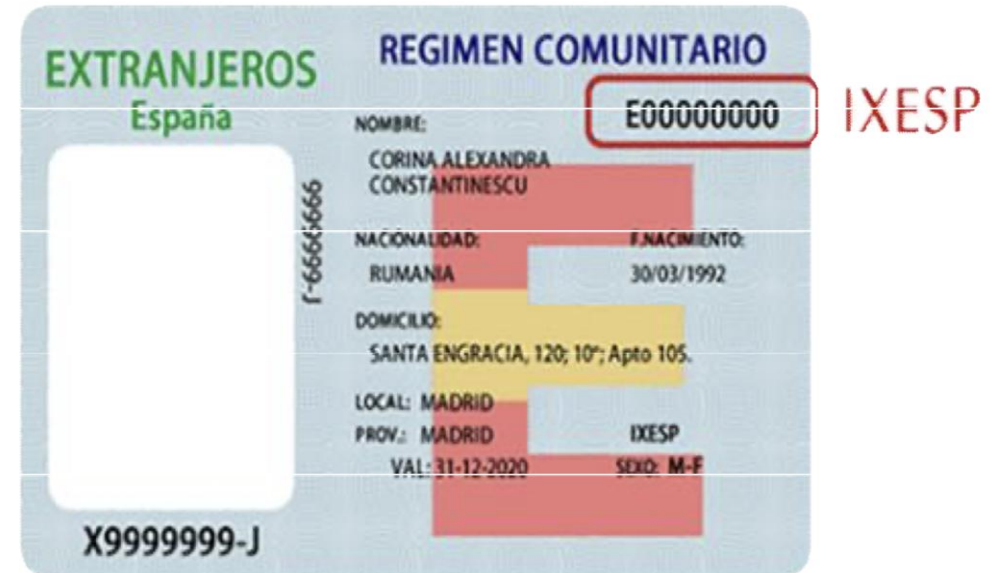 EXTRANJEROS
España
REGIMEN COMUNITARIO
E00000000
IXESP
NOMBRE:
CORINA ALEXANDRA
CONSTANTINESCU
NACIONALIDAD:
F.NACIMIENTO:
RUMANIA
30/03/1992
DOMICILIO:
SANTA ENGRACIA, 120; 10º; Apto 105.
LOCAL: MADRID
PROV.: MADRID
IXESP
VAL: 31-12-2020
SEXO: M-F
r-6666666
X9999999-J